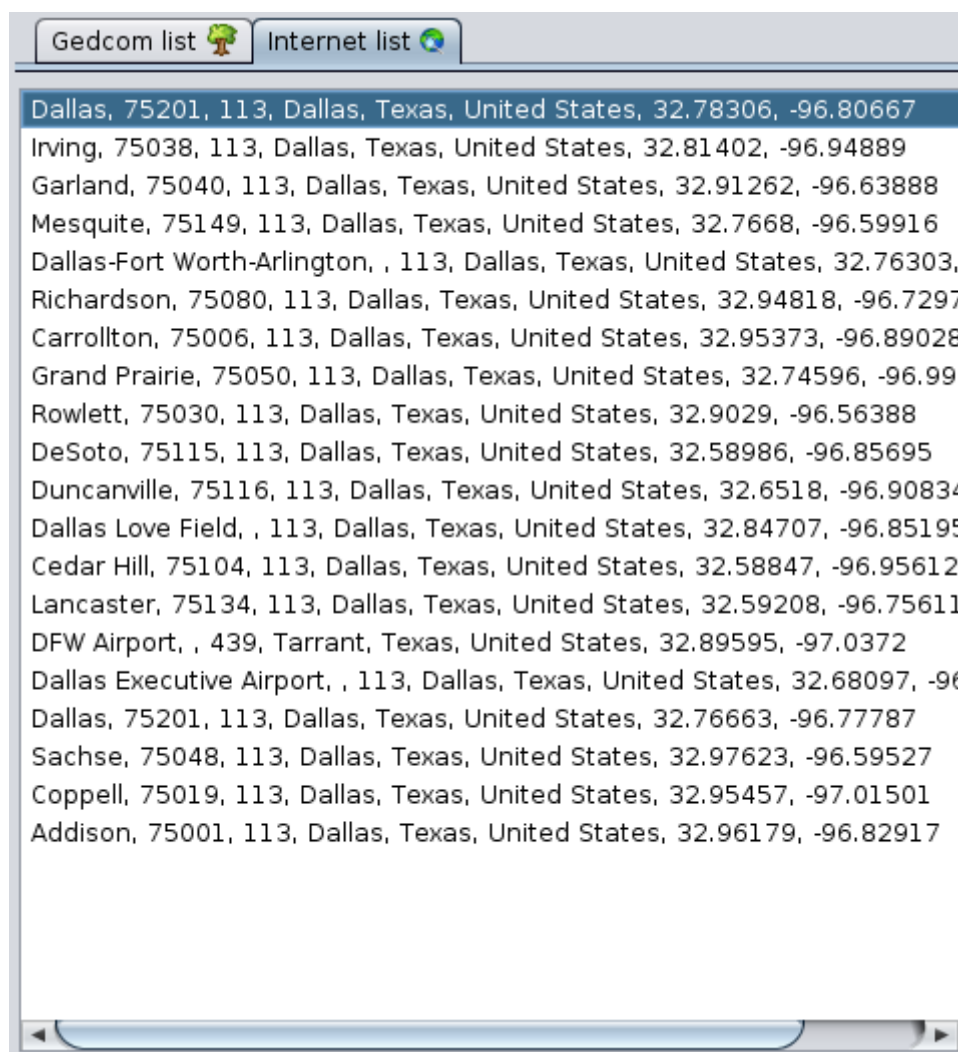 Gedcom list
Internet list
Dallas, 75201, 113, Dallas, Texas, United States, 32.78306, -96.80667
Irving, 75038, 113, Dallas, Texas, United States, 32.81402, -96.94889
Garland, 75040, 113, Dallas, Texas, United States, 32.91262, -96.63888
Mesquite, 75149, 113, Dallas, Texas, United States, 32.7668, -96.59916
Dallas-Fort Worth-Arlington, , 113, Dallas, Texas, United States, 32.76303,
Richardson, 75080, 113, Dallas, Texas, United States, 32.94818, -96.7297
Carrollton, 75006, 113, Dallas, Texas, United States, 32.95373, -96.89028
Grand Prairie, 75050, 113, Dallas, Texas, United States, 32.74596, -96.99
Rowlett, 75030, 113, Dallas, Texas, United States, 32.9029, -96.56388
DeSoto, 75115, 113, Dallas, Texas, United States, 32.58986, -96.85695
Duncanville, 75116, 113, Dallas, Texas, United States, 32.6518, -96.90834
Dallas Love Field, , 113, Dallas, Texas, United States, 32.84707, -96.85195
Cedar Hill, 75104, 113, Dallas, Texas, United States, 32.58847, -96.95612
Lancaster, 75134, 113, Dallas, Texas, United States, 32.59208, -96.75611
DFW Airport, , 439, Tarrant, Texas, United States, 32.89595, -97.0372
Dallas Executive Airport, , 113, Dallas, Texas, United States, 32.68097, -96
Dallas, 75201, 113, Dallas, Texas, United States, 32.76663, -96.77787
Sachse, 75048, 113, Dallas, Texas, United States, 32.97623, -96.59527
Coppell, 75019, 113, Dallas, Texas, United States, 32.95457, -97.01501
Addison, 75001, 113, Dallas, Texas, United States, 32.96179, -96.82917